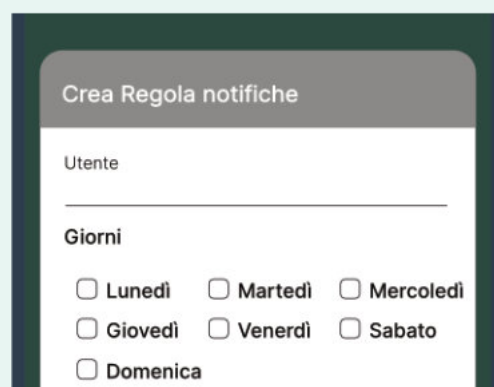 Crea Regola notifiche
Utente
Giorni
Lunedì Martedì Mercoledì
Giovedì Venerdì Sabato
Domenica